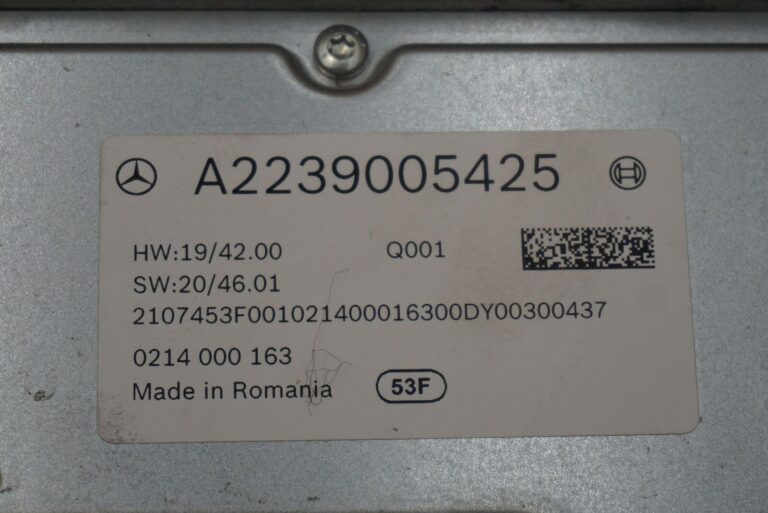 A2239005425
HW:19/42.00 Q001
SW:20/46.01
2107453F001021400016300DY00300437
0214 000 163
Made in Romania 53F